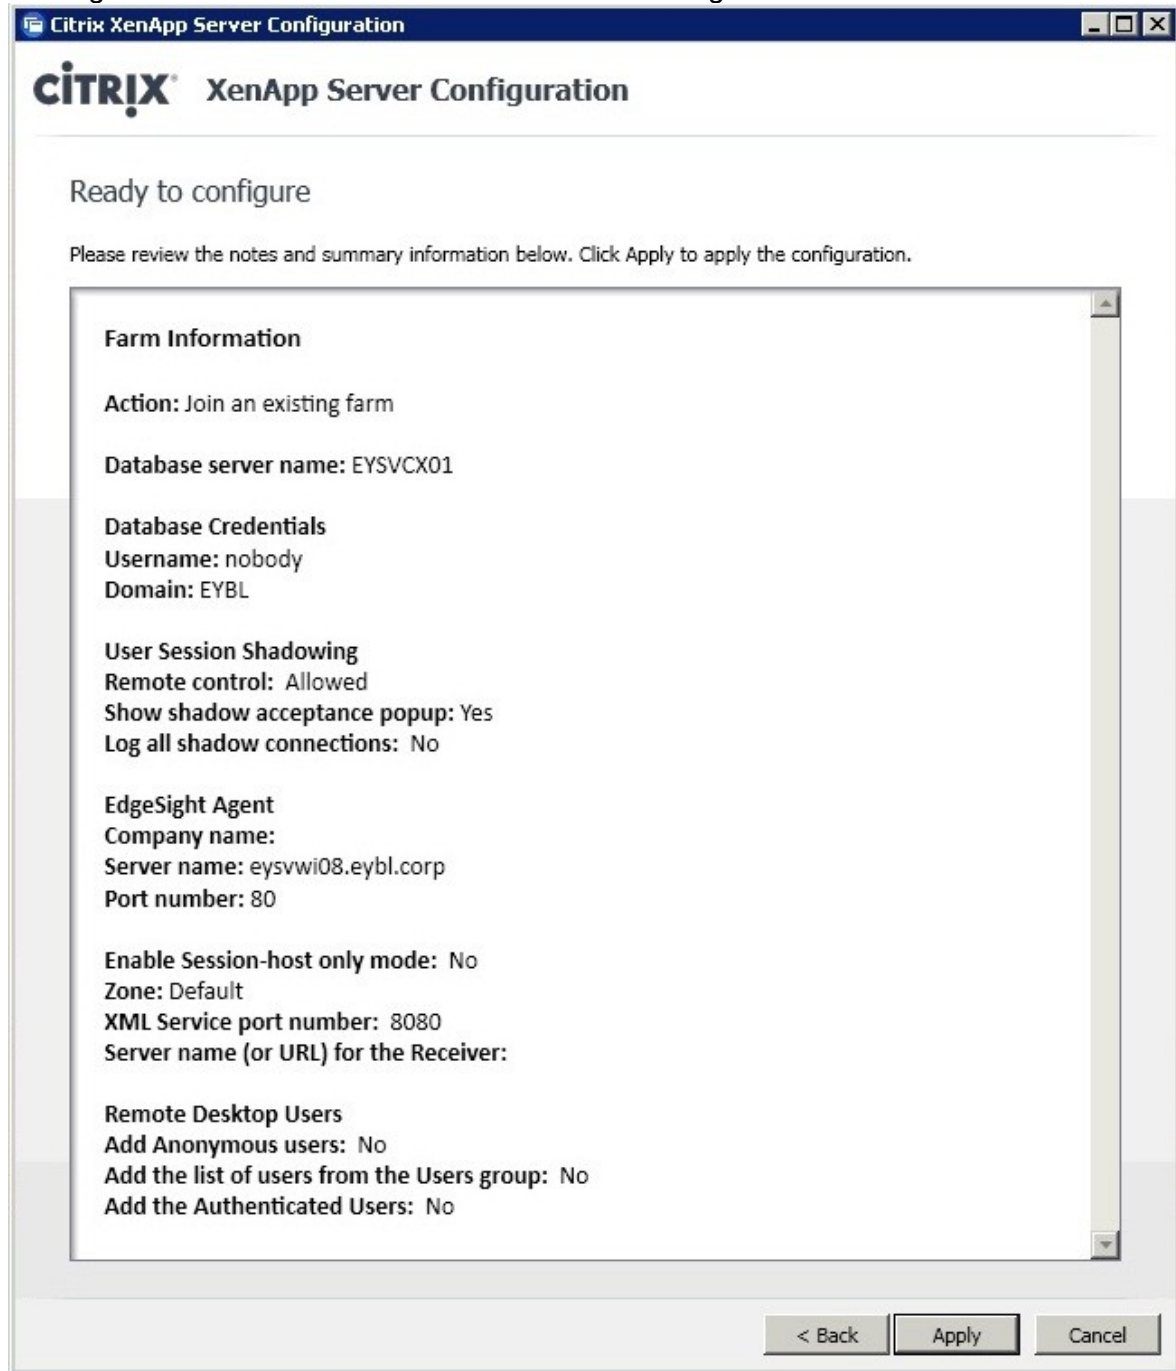 Citrix XenApp Server Configuration
CITRIX XenApp Server Configuration
Ready to configure
Please review the notes and summary information below. Click Apply to apply the configuration.
Farm Information
Action: Join an existing farm
Database server name: EYSVCX01
Database Credentials
Username: nobody
Domain: EYBL
User Session Shadowing
Remote control: Allowed
Show shadow acceptance popup: Yes
Log all shadow connections: No
EdgeSight Agent
Company name:
Server name: eysvwi08.eybl.corp
Port number: 80
Enable Session-host only mode: No
Zone: Default
XML Service port number: 8080
Server name (or URL) for the Receiver:
Remote Desktop Users
Add Anonymous users: No
Add the list of users from the Users group: No
Add the Authenticated Users: No
< Back Apply Cancel